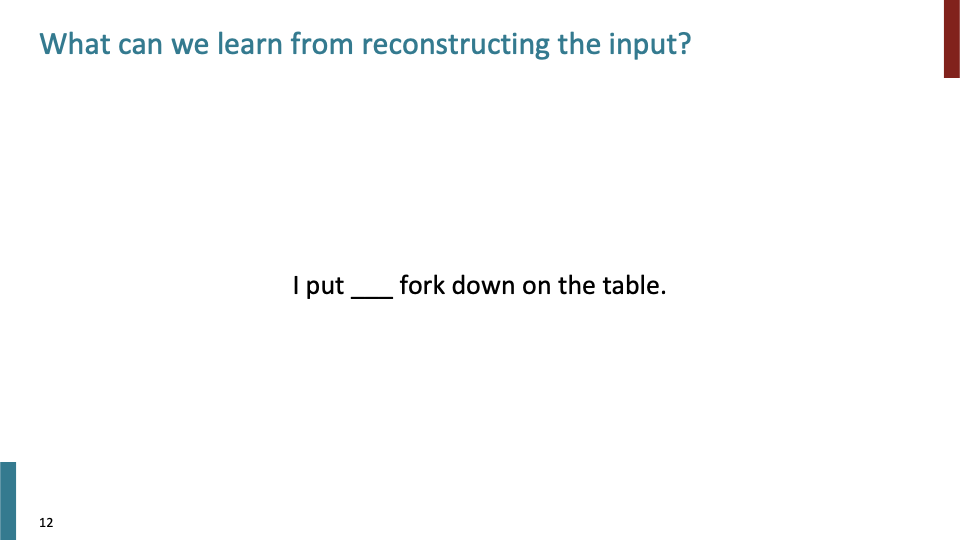 What can we learn from reconstructing the input?
I put ___ fork down on the table.
12